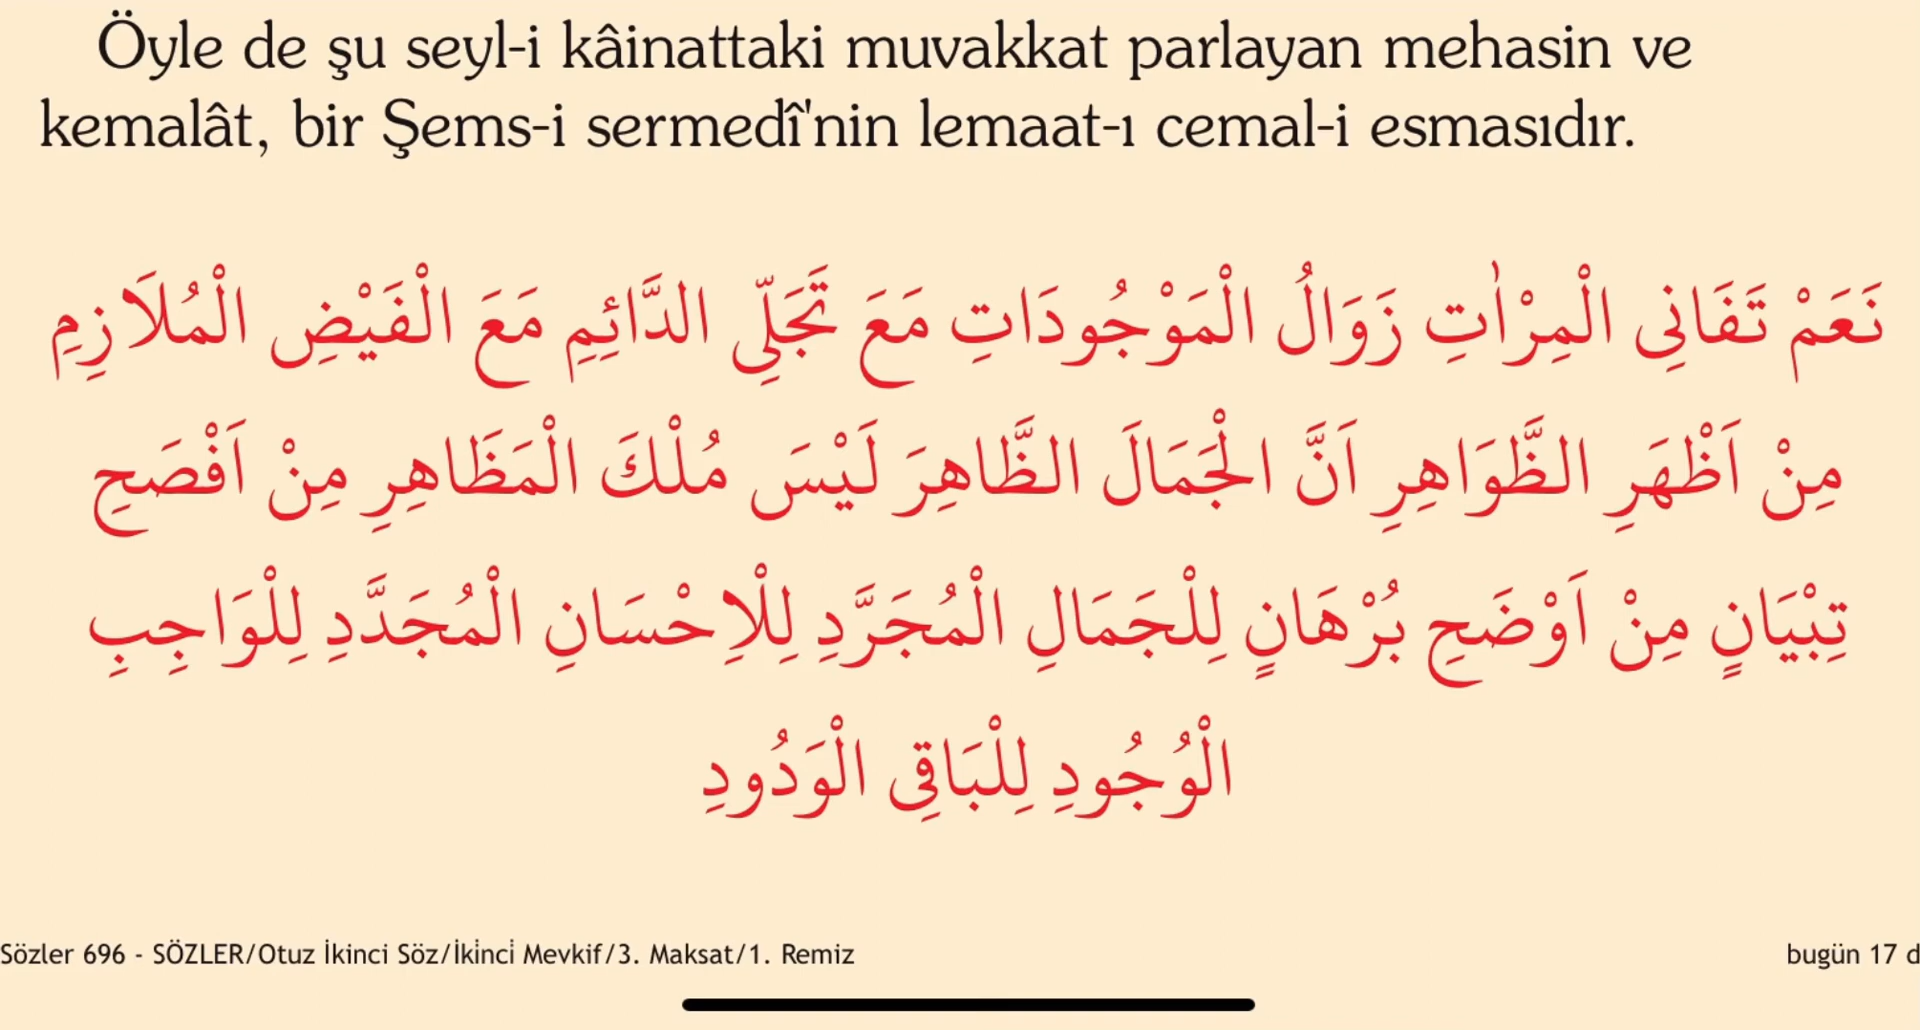 Öyle de şu seyl-i kâinattaki muvakkat parlayan mehasin ve
kemalât, bir Şems-i sermedî'nin lemaat-ı cemal-i esmasıdır.
نَعَمْ تَفَانِى الْمِرْاٰتِ زَوَالُ الْمَوْجُودَاتِ مَعَ تَجَلِّى الدَّائِمِ مَعَ الْفَيْضِ الْمُلَازِمِ
مِنْ اَظْهَرِ الظَّوَاهِرِ اَنَّ الْجَمَالَ الظَّاهِرَ لَيْسَ مُلْكَ الْمَظَاهِرِ مِنْ اَفْصَحِ
تِبْيَانٍ مِنْ اَوْضَحِ بُرْهَانٍ لِلْجَمَالِ الْمُجَرَّدِ لِلْاِحْسَانِ الْمُجَدَّدِ لِلْوَاجِبِ
الْوُجُودِ لِلْبَاقِى الْوَدُودِ
Sözler 696 - SÖZLER/Otuz İkinci Söz/İkinci Mevkif/3. Maksat/1. Remiz
bugün 17 d